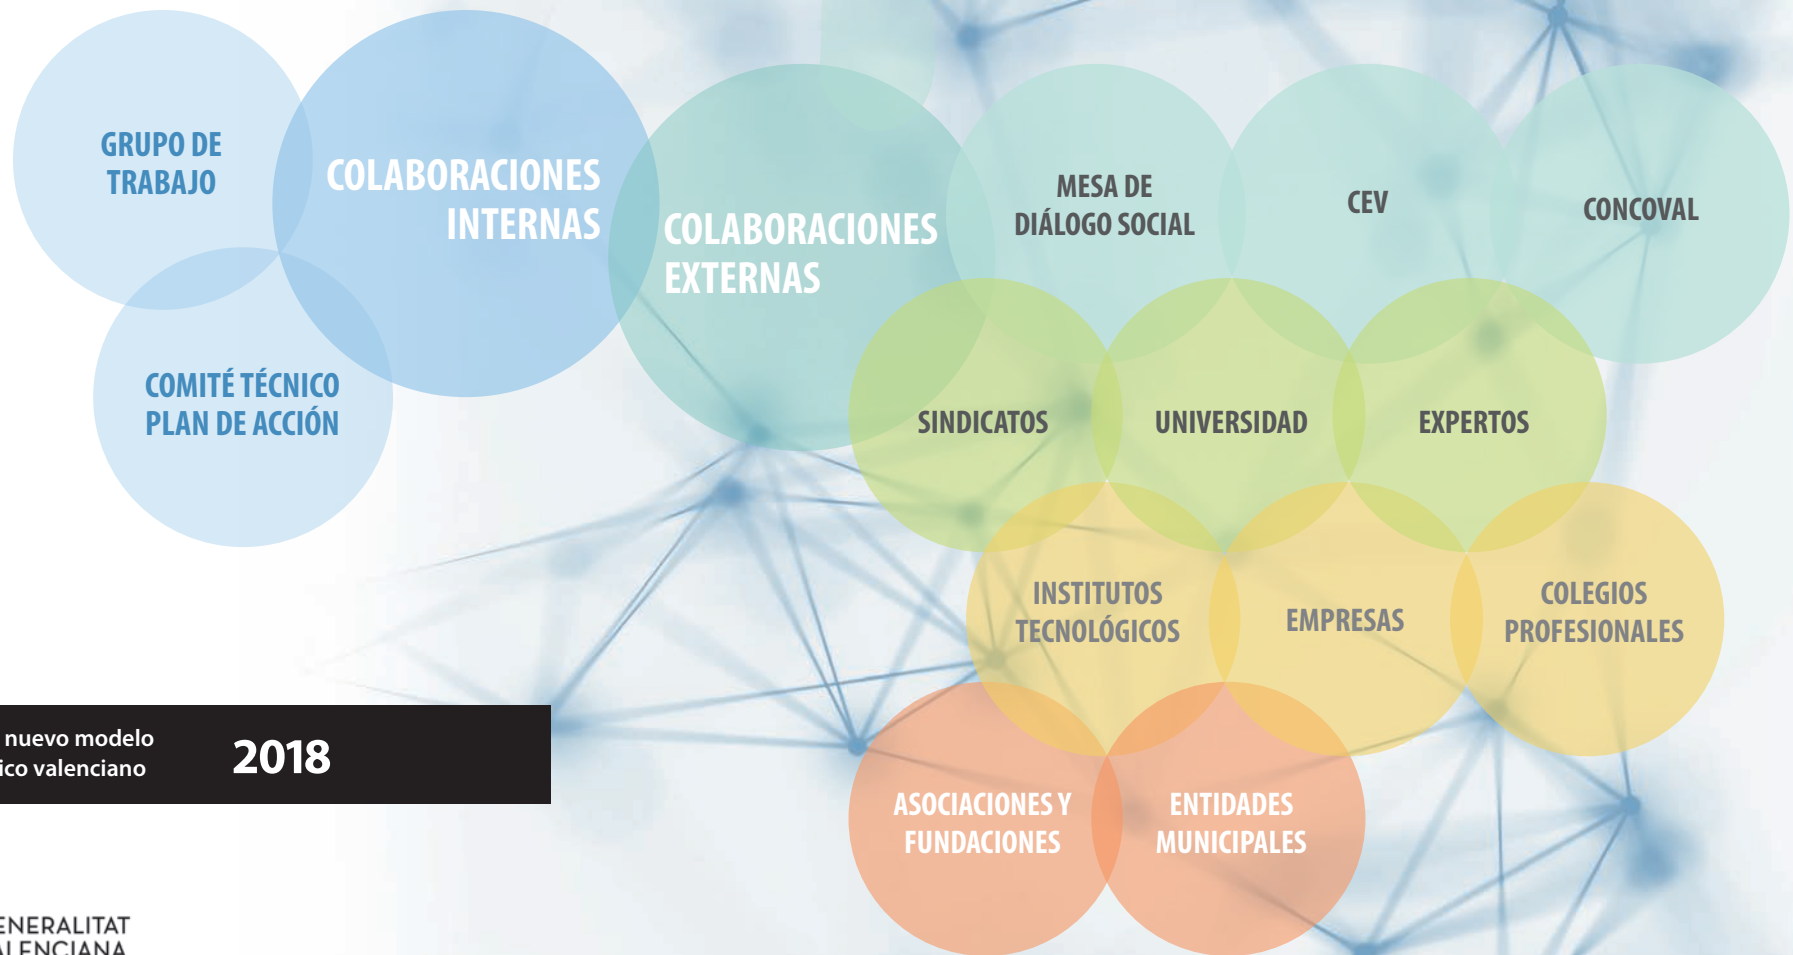 GRUPO DE
TRABAJO
COLABORACIONES
INTERNAS
COMITÉ TÉCNICO
PLAN DE ACCIÓN
COLABORACIONES
EXTERNAS
MESA DE
DIÁLOGO SOCIAL
CEV
CONCOVAL
SINDICATOS
UNIVERSIDAD
EXPERTOS
INSTITUTOS
TECNOLÓGICOS
EMPRESAS
COLEGIOS
PROFESIONALES
ASOCIACIONES Y
FUNDACIONES
ENTIDADES
MUNICIPALES
nuevo modelo
ico valenciano
2018
ENERALITAT
ALENCIANA